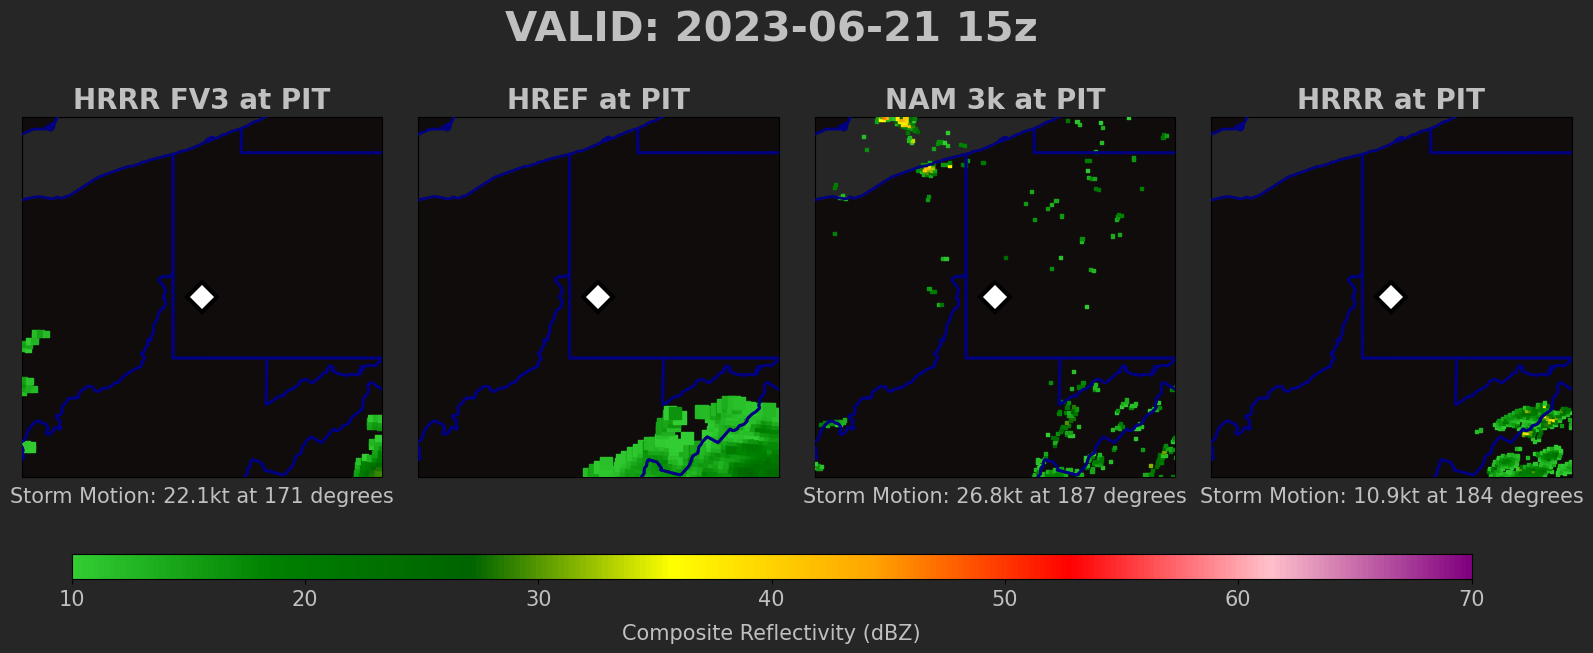 VALID: 2023-06-21 15z
HRRR FV3 at PIT
HREF at PIT
NAM 3k at PIT
HRRR at PIT
Storm Motion: 22.1kt at 171 degrees
Storm Motion: 26.8kt at 187 degrees
Storm Motion: 10.9kt at 184 degrees
10 20 30 40 50 60 70
Composite Reflectivity (dBZ)